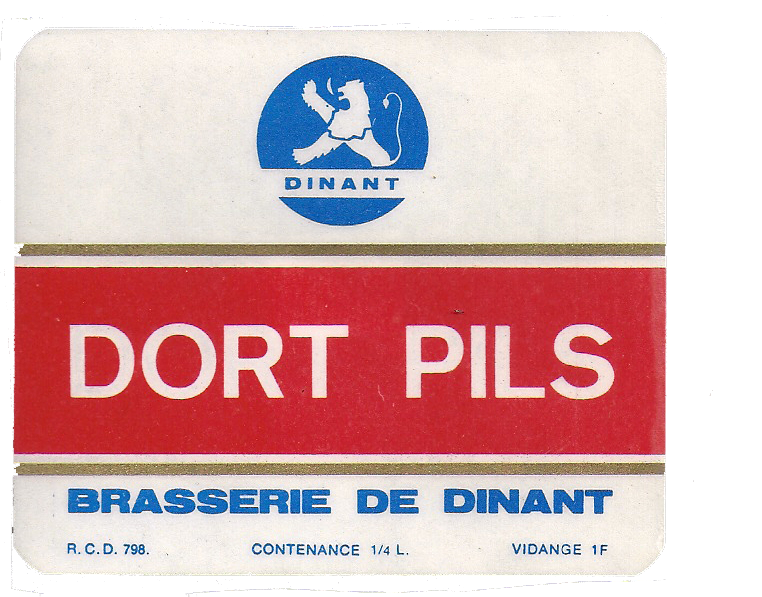 DINANT
DORT PILS
BRASSERIE DE DINANT
R.C.D. 798. CONTENANCE 1/4 L. VIDANGE 1F